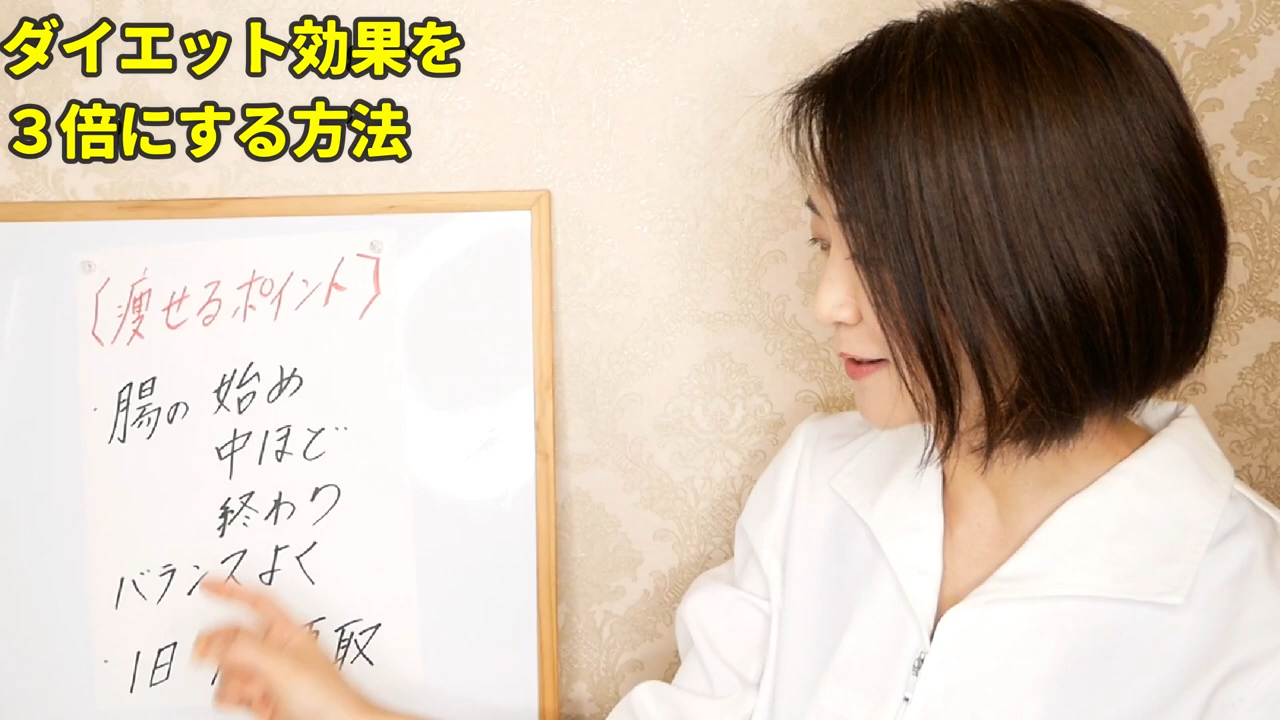 ダイエット効果を
3倍にする方法
〔痩せるポイント〕
・腸の始め
中ほど
終わり
バランスよく
・1日 取